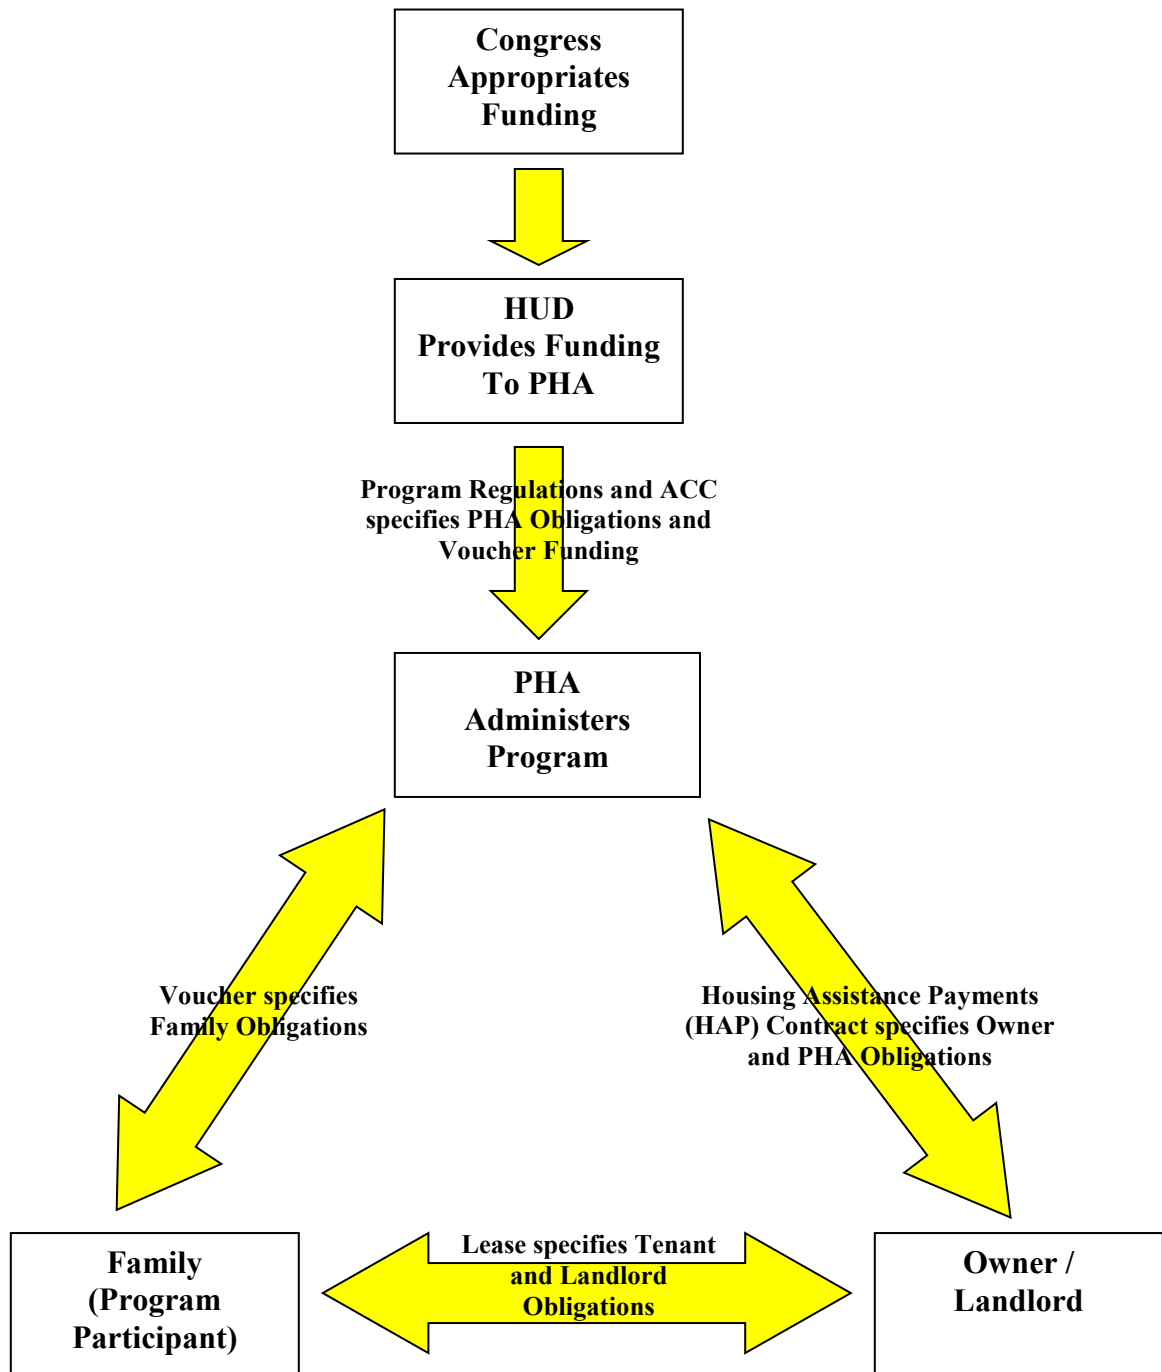 Congress
Appropriates
Funding
HUD
Provides Funding
To PHA
Program Regulations and ACC
specifies PHA Obligations and
Voucher Funding
PHA
Administers
Program
Voucher specifies
Family Obligations
Housing Assistance Payments
(HAP) Contract specifies Owner
and PHA Obligations
Family
(Program
Participant)
Lease specifies Tenant
and Landlord
Obligations
Owner /
Landlord